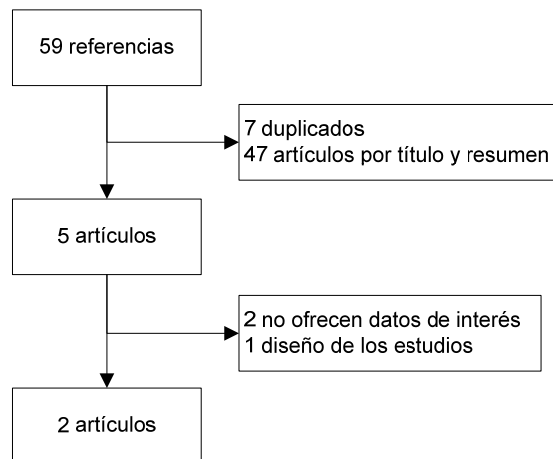 59 referencias
7 duplicados
47 artículos por título y resumen
5 artículos
2 no ofrecen datos de interés
1 diseño de los estudios
2 artículos